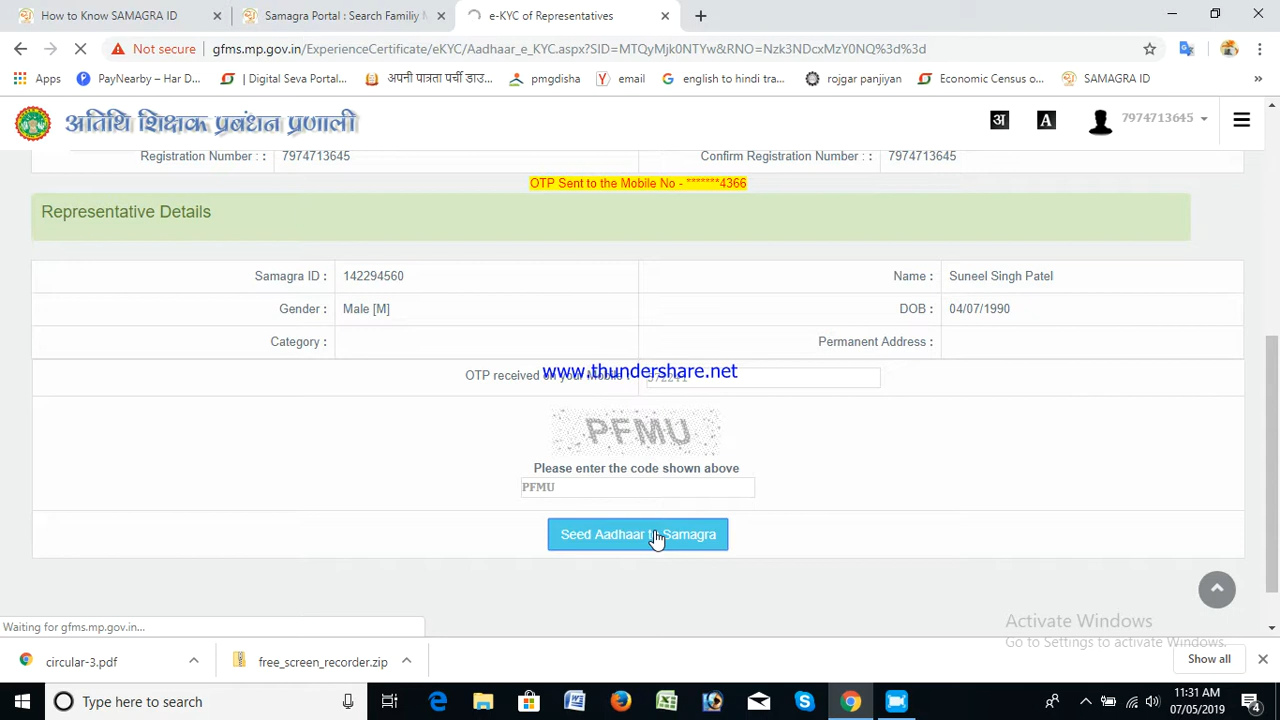 How to Know SAMAGRA ID
Samagra Portal : Search Familiy M
e-KYC of Representatives
Not secure
gfms.mp.gov.in/ExperienceCertificate/eKYC/Aadhaar_e_KYC.aspx?SID=MTQyMjk0NTYw&RNO=Nzk3NDcxMzY0NQ%3d%3d
Apps
PayNearby – Har D...
| Digital Seva Portal...
अपनी पात्रता पर्ची डाउ...
pmgdisha
email
english to hindi tra...
rojgar panjiyan
Economic Census o...
SAMAGRA ID
अतिथि शिक्षक प्रबंधन प्रणाली
अ
A
7974713645
Registration Number : :
7974713645
Confirm Registration Number : :
7974713645
OTP Sent to the Mobile No - *******4366
Representative Details
Samagra ID :
142294560
Name :
Suneel Singh Patel
Gender :
Male [M]
DOB :
04/07/1990
Category :
Permanent Address :
OTP received on your Mobile :
www.thundershare.net
PFMU
Please enter the code shown above
PFMU
Seed Aadhaar to Samagra
Activate Windows
Go to Settings to activate Windows.
Waiting for gfms.mp.gov.in...
circular-3.pdf
free_screen_recorder.zip
Show all
Type here to search
11:31 AM
07/05/2019
4